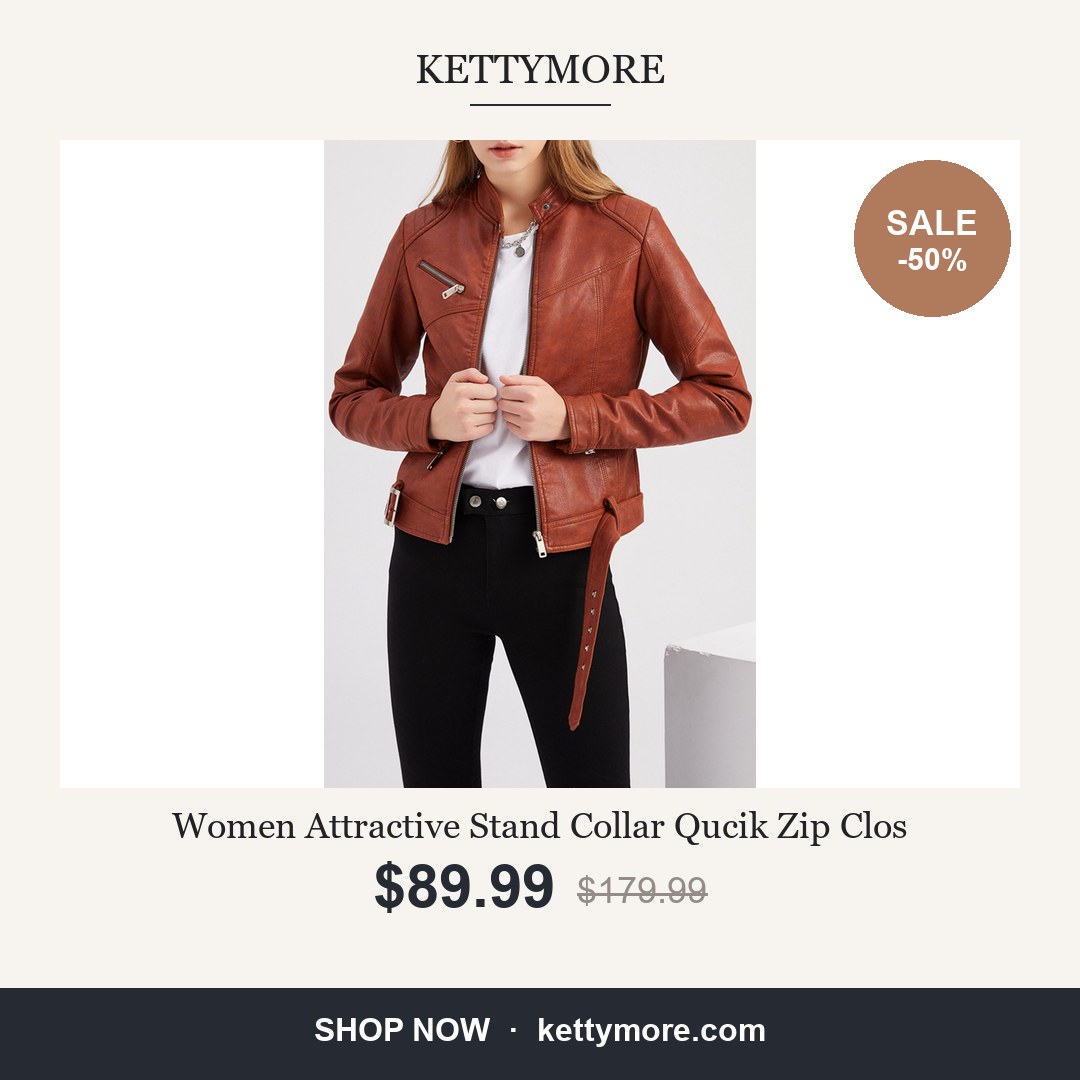 KETTYMORE
SALE
-50%
Women Attractive Stand Collar Qucik Zip Clos
$89.99 $179.99
SHOP NOW · kettymore.com